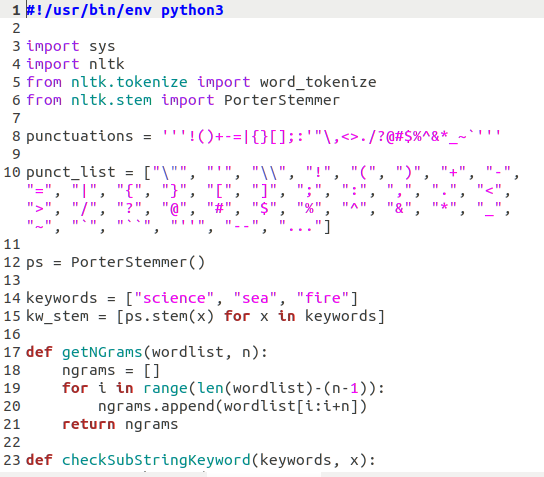 1 #!/usr/bin/env python3
2
3 import sys
4 import nltk
5 from nltk.tokenize import word_tokenize
6 from nltk.stem import PorterStemmer
7
8 punctuations = '''!()+-=|{}[];:'"\,<>./?@#$%^&*_~`'''
9
10 punct_list = ["\"", "'", "\\", "!", "(", ")", "+", "-",
"=", "|", "{", "}", "[", "]", ";", ":", ",", ".", "<",
">", "/", "?", "@", "#", "$", "%", "^", "&", "*", "_",
"~", "`", "``", "''", "--", "..."]
11
12 ps = PorterStemmer()
13
14 keywords = ["science", "sea", "fire"]
15 kw_stem = [ps.stem(x) for x in keywords]
16
17 def getNGrams(wordlist, n):
18     ngrams = []
19     for i in range(len(wordlist)-(n-1)):
20         ngrams.append(wordlist[i:i+n])
21     return ngrams
22
23 def checkSubStringKeyword(keywords, x):